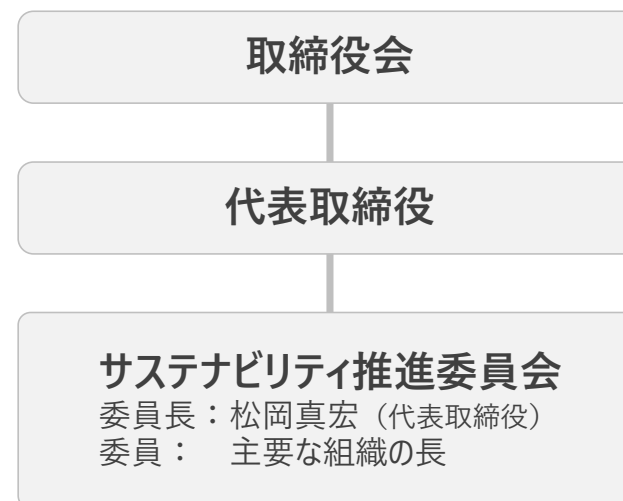 取締役会
代表取締役
サステナビリティ推進委員会
委員長：松岡真宏（代表取締役）
委員：　主要な組織の長